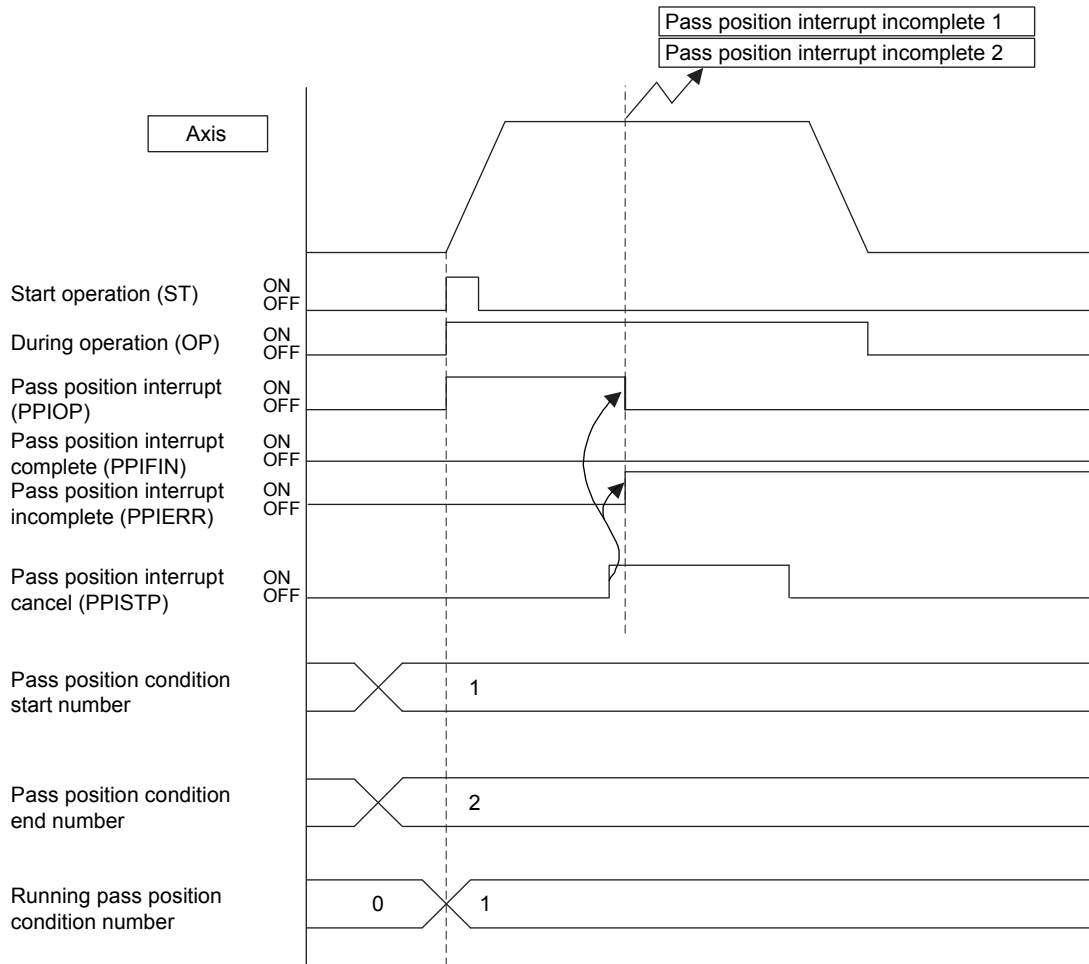 Pass position interrupt incomplete 1
Pass position interrupt incomplete 2
Axis
Start operation (ST)
ON
OFF
During operation (OP)
ON
OFF
Pass position interrupt
(PPIOP)
ON
OFF
Pass position interrupt
complete (PPIFIN)
ON
OFF
Pass position interrupt
incomplete (PPIERR)
ON
OFF
Pass position interrupt
cancel (PPISTP)
ON
OFF
Pass position condition
start number
1
Pass position condition
end number
2
Running pass position
condition number
0
1